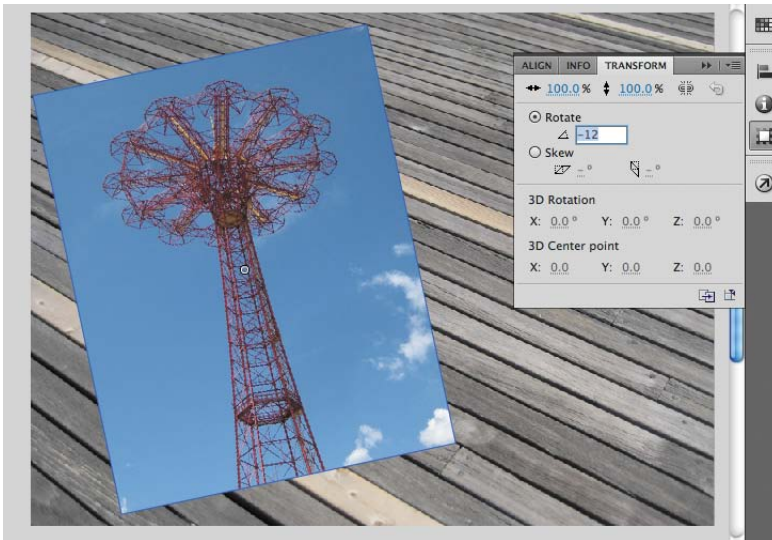 ALIGN INFO TRANSFORM
100.0 % 100.0 %
Rotate
-12
Skew
- ° - °
3D Rotation
X: 0.0 ° Y: 0.0 ° Z: 0.0 °
3D Center point
X: 0.0 Y: 0.0 Z: 0.0